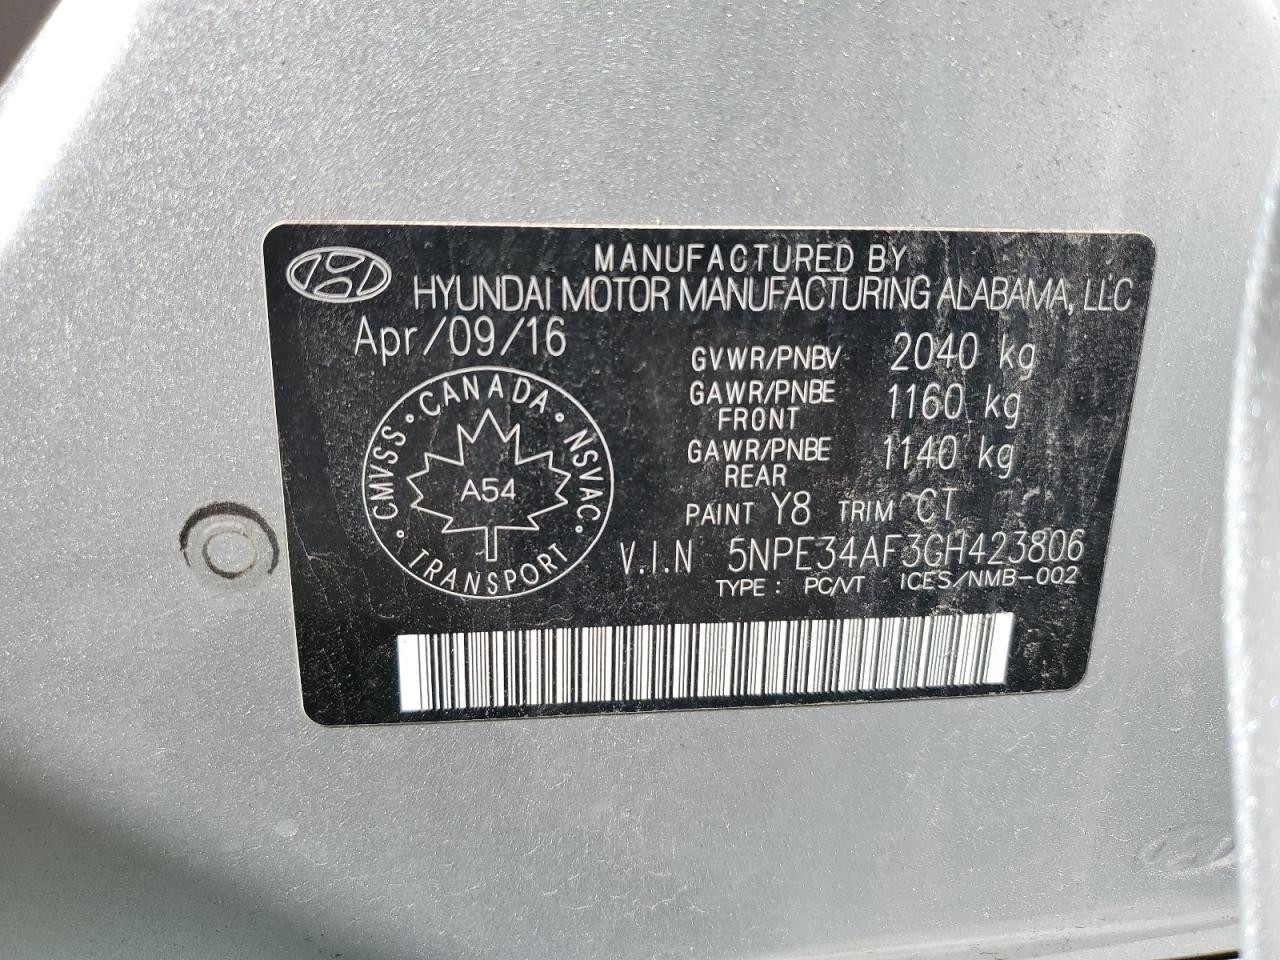 MANUFACTURED BY
HYUNDAI MOTOR MANUFACTURING ALABAMA, LLC
Apr/09/16
GVWR/PNBV 2040 kg
GAWR/PNBE FRONT 1160 kg
GAWR/PNBE REAR 1140 kg
CMVSS · CANADA · NSVAC · TRANSPORT ·
A54
PAINT Y8 TRIM CT
V.I.N 5NPE34AF3GH423806
TYPE : PC/VT ICES/NMB-002